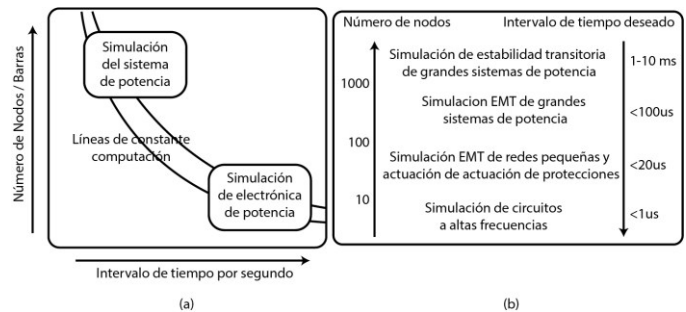 Número de Nodos / Barras
Simulación
del sistema
de potencia
Líneas de constante
computación
Simulación
de electrónica
de potencia
Intervalo de tiempo por segundo
(a)
Número de nodos
Intervalo de tiempo deseado
Simulación de estabilidad transitoria
de grandes sistemas de potencia
1-10 ms
1000
Simulacion EMT de grandes
sistemas de potencia
<100us
100
Simulación EMT de redes pequeñas y
actuación de actuación de protecciones
<20us
10
Simulación de circuitos
a altas frecuencias
<1us
(b)